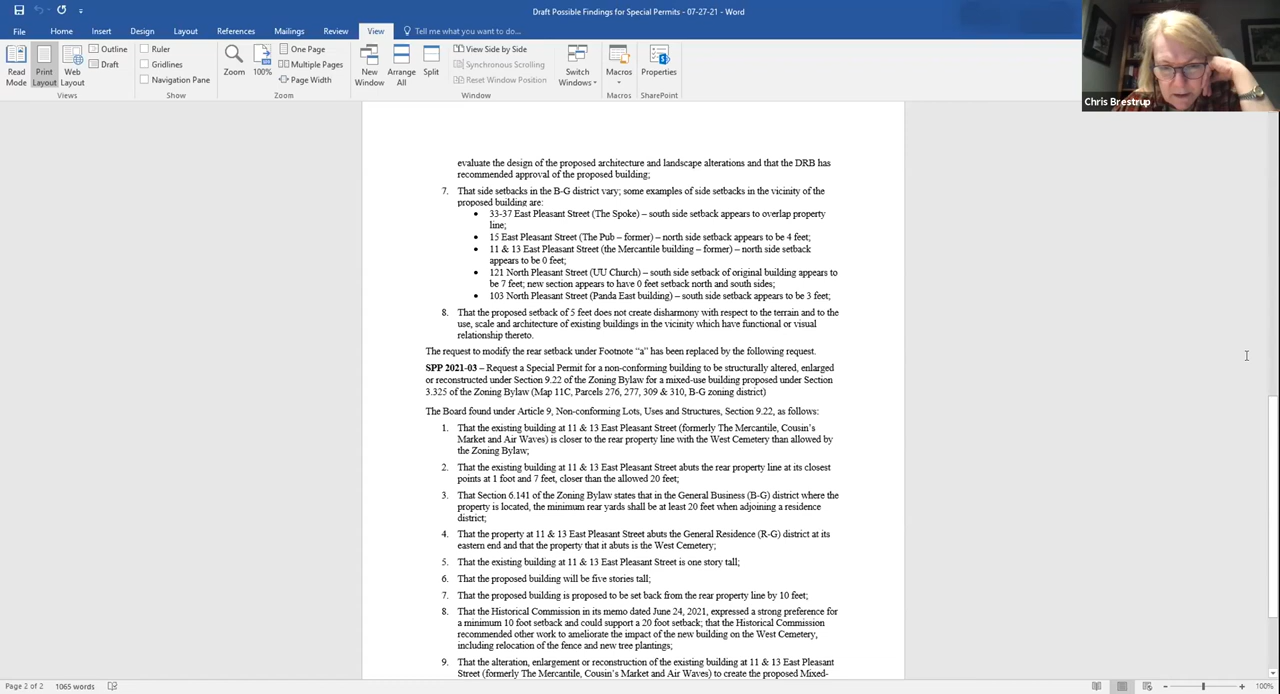 Draft Possible Findings for Special Permits - 07-27-21 - Word
File Home Insert Design Layout References Mailings Review View Tell me what you want to do...
Read Mode
Print Layout
Web Layout
Outline
Draft
Views
Ruler
Gridlines
Navigation Pane
Show
Zoom
100%
One Page
Multiple Pages
Page Width
Zoom
New Window
Arrange All
Split
View Side by Side
Synchronous Scrolling
Reset Window Position
Window
Switch Windows
Macros
Macros
Properties
SharePoint
Chris Brestrup
evaluate the design of the proposed architecture and landscape alterations and that the DRB has
recommended approval of the proposed building;
7. That side setbacks in the B-G district vary; some examples of side setbacks in the vicinity of the
proposed building are:
• 33-37 East Pleasant Street (The Spoke) – south side setback appears to overlap property
line;
• 15 East Pleasant Street (The Pub – former) – north side setback appears to be 4 feet;
• 11 & 13 East Pleasant Street (the Mercantile building – former) – north side setback
appears to be 0 feet;
• 121 North Pleasant Street (UU Church) – south side setback of original building appears to
be 7 feet; new section appears to have 0 feet setback north and south sides;
• 103 North Pleasant Street (Panda East building) – south side setback appears to be 3 feet;
8. That the proposed setback of 5 feet does not create disharmony with respect to the terrain and to the
use, scale and architecture of existing buildings in the vicinity which have functional or visual
relationship thereto.
The request to modify the rear setback under Footnote “a” has been replaced by the following request.
SPP 2021-03 – Request a Special Permit for a non-conforming building to be structurally altered, enlarged
or reconstructed under Section 9.22 of the Zoning Bylaw for a mixed-use building proposed under Section
3.325 of the Zoning Bylaw (Map 11C, Parcels 276, 277, 309 & 310, B-G zoning district)
The Board found under Article 9, Non-conforming Lots, Uses and Structures, Section 9.22, as follows:
1. That the existing building at 11 & 13 East Pleasant Street (formerly The Mercantile, Cousin’s
Market and Air Waves) is closer to the rear property line with the West Cemetery than allowed by
the Zoning Bylaw;
2. That the existing building at 11 & 13 East Pleasant Street abuts the rear property line at its closest
points at 1 foot and 7 feet, closer than the allowed 20 feet;
3. That Section 6.141 of the Zoning Bylaw states that in the General Business (B-G) district where the
property is located, the minimum rear yards shall be at least 20 feet when adjoining a residence
district;
4. That the property at 11 & 13 East Pleasant Street abuts the General Residence (R-G) district at its
eastern end and that the property that it abuts is the West Cemetery;
5. That the existing building at 11 & 13 East Pleasant Street is one story tall;
6. That the proposed building will be five stories tall;
7. That the proposed building is proposed to be set back from the rear property line by 10 feet;
8. That the Historical Commission in its memo dated June 24, 2021, expressed a strong preference for
a minimum 10 foot setback and could support a 20 foot setback; that the Historical Commission
recommended other work to ameliorate the impact of the new building on the West Cemetery,
including relocation of the fence and new tree plantings;
9. That the alteration, enlargement or reconstruction of the existing building at 11 & 13 East Pleasant
Street (formerly The Mercantile, Cousin’s Market and Air Waves) to create the proposed Mixed-
Page 2 of 2 1065 words
100%